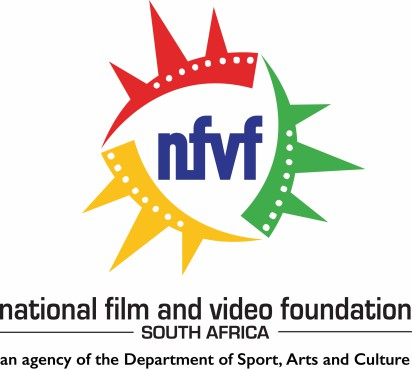 nfvf
national film and video foundation
SOUTH AFRICA
an agency of the Department of Sport, Arts and Culture